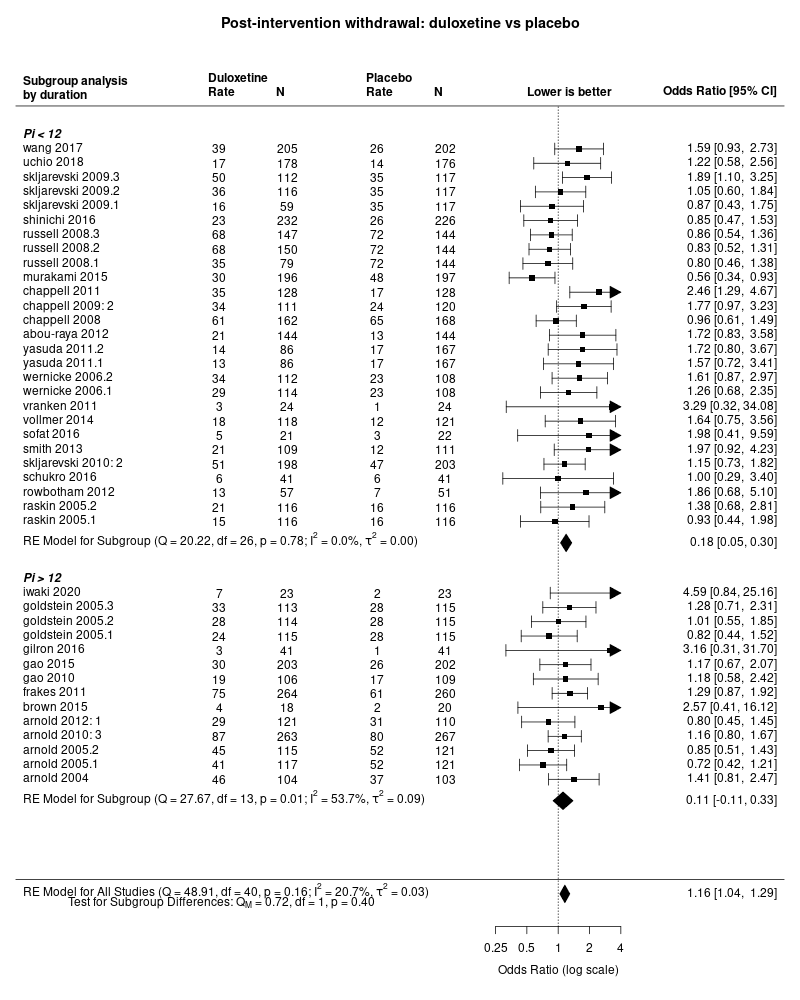 Post-intervention withdrawal: duloxetine vs placebo
Subgroup analysis by duration Duloxetine Rate N Placebo Rate N Lower is better Odds Ratio [95% CI]
Pi < 12
wang 2017 39 205 26 202 1.59 [0.93, 2.73]
uchio 2018 17 178 14 176 1.22 [0.58, 2.56]
skljarevski 2009.3 50 112 35 117 1.89 [1.10, 3.25]
skljarevski 2009.2 36 116 35 117 1.05 [0.60, 1.84]
skljarevski 2009.1 16 59 35 117 0.87 [0.43, 1.75]
shinichi 2016 23 232 26 226 0.85 [0.47, 1.53]
russell 2008.3 68 147 72 144 0.86 [0.54, 1.36]
russell 2008.2 68 150 72 144 0.83 [0.52, 1.31]
russell 2008.1 35 79 72 144 0.80 [0.46, 1.38]
murakami 2015 30 196 48 197 0.56 [0.34, 0.93]
chappell 2011 35 128 17 128 2.46 [1.29, 4.67]
chappell 2009: 2 34 111 24 120 1.77 [0.97, 3.23]
chappell 2008 61 162 65 168 0.96 [0.61, 1.49]
abou-raya 2012 21 144 13 144 1.72 [0.83, 3.58]
yasuda 2011.2 14 86 17 167 1.72 [0.80, 3.67]
yasuda 2011.1 13 86 17 167 1.57 [0.72, 3.41]
wernicke 2006.2 34 112 23 108 1.61 [0.87, 2.97]
wernicke 2006.1 29 114 23 108 1.26 [0.68, 2.35]
vranken 2011 3 24 1 24 3.29 [0.32, 34.08]
vollmer 2014 18 118 12 121 1.64 [0.75, 3.56]
sofat 2016 5 21 3 22 1.98 [0.41, 9.59]
smith 2013 21 109 12 111 1.97 [0.92, 4.23]
skljarevski 2010: 2 51 198 47 203 1.15 [0.73, 1.82]
schukro 2016 6 41 6 41 1.00 [0.29, 3.40]
rowbotham 2012 13 57 7 51 1.86 [0.68, 5.10]
raskin 2005.2 21 116 16 116 1.38 [0.68, 2.81]
raskin 2005.1 15 116 16 116 0.93 [0.44, 1.98]
RE Model for Subgroup (Q = 20.22, df = 26, p = 0.78; I² = 0.0%, τ² = 0.00) 0.18 [0.05, 0.30]
Pi > 12
iwaki 2020 7 23 2 23 4.59 [0.84, 25.16]
goldstein 2005.3 33 113 28 115 1.28 [0.71, 2.31]
goldstein 2005.2 28 114 28 115 1.01 [0.55, 1.85]
goldstein 2005.1 24 115 28 115 0.82 [0.44, 1.52]
gilron 2016 3 41 1 41 3.16 [0.31, 31.70]
gao 2015 30 203 26 202 1.17 [0.67, 2.07]
gao 2010 19 106 17 109 1.18 [0.58, 2.42]
frakes 2011 75 264 61 260 1.29 [0.87, 1.92]
brown 2015 4 18 2 20 2.57 [0.41, 16.12]
arnold 2012: 1 29 121 31 110 0.80 [0.45, 1.45]
arnold 2010: 3 87 263 80 267 1.16 [0.80, 1.67]
arnold 2005.2 45 115 52 121 0.85 [0.51, 1.43]
arnold 2005.1 41 117 52 121 0.72 [0.42, 1.21]
arnold 2004 46 104 37 103 1.41 [0.81, 2.47]
RE Model for Subgroup (Q = 27.67, df = 13, p = 0.01; I² = 53.7%, τ² = 0.09) 0.11 [-0.11, 0.33]
RE Model for All Studies (Q = 48.91, df = 40, p = 0.16; I² = 20.7%, τ² = 0.03) 1.16 [1.04, 1.29]
Test for Subgroup Differences: Q_M = 0.72, df = 1, p = 0.40
0.25 0.5 1 2 4
Odds Ratio (log scale)